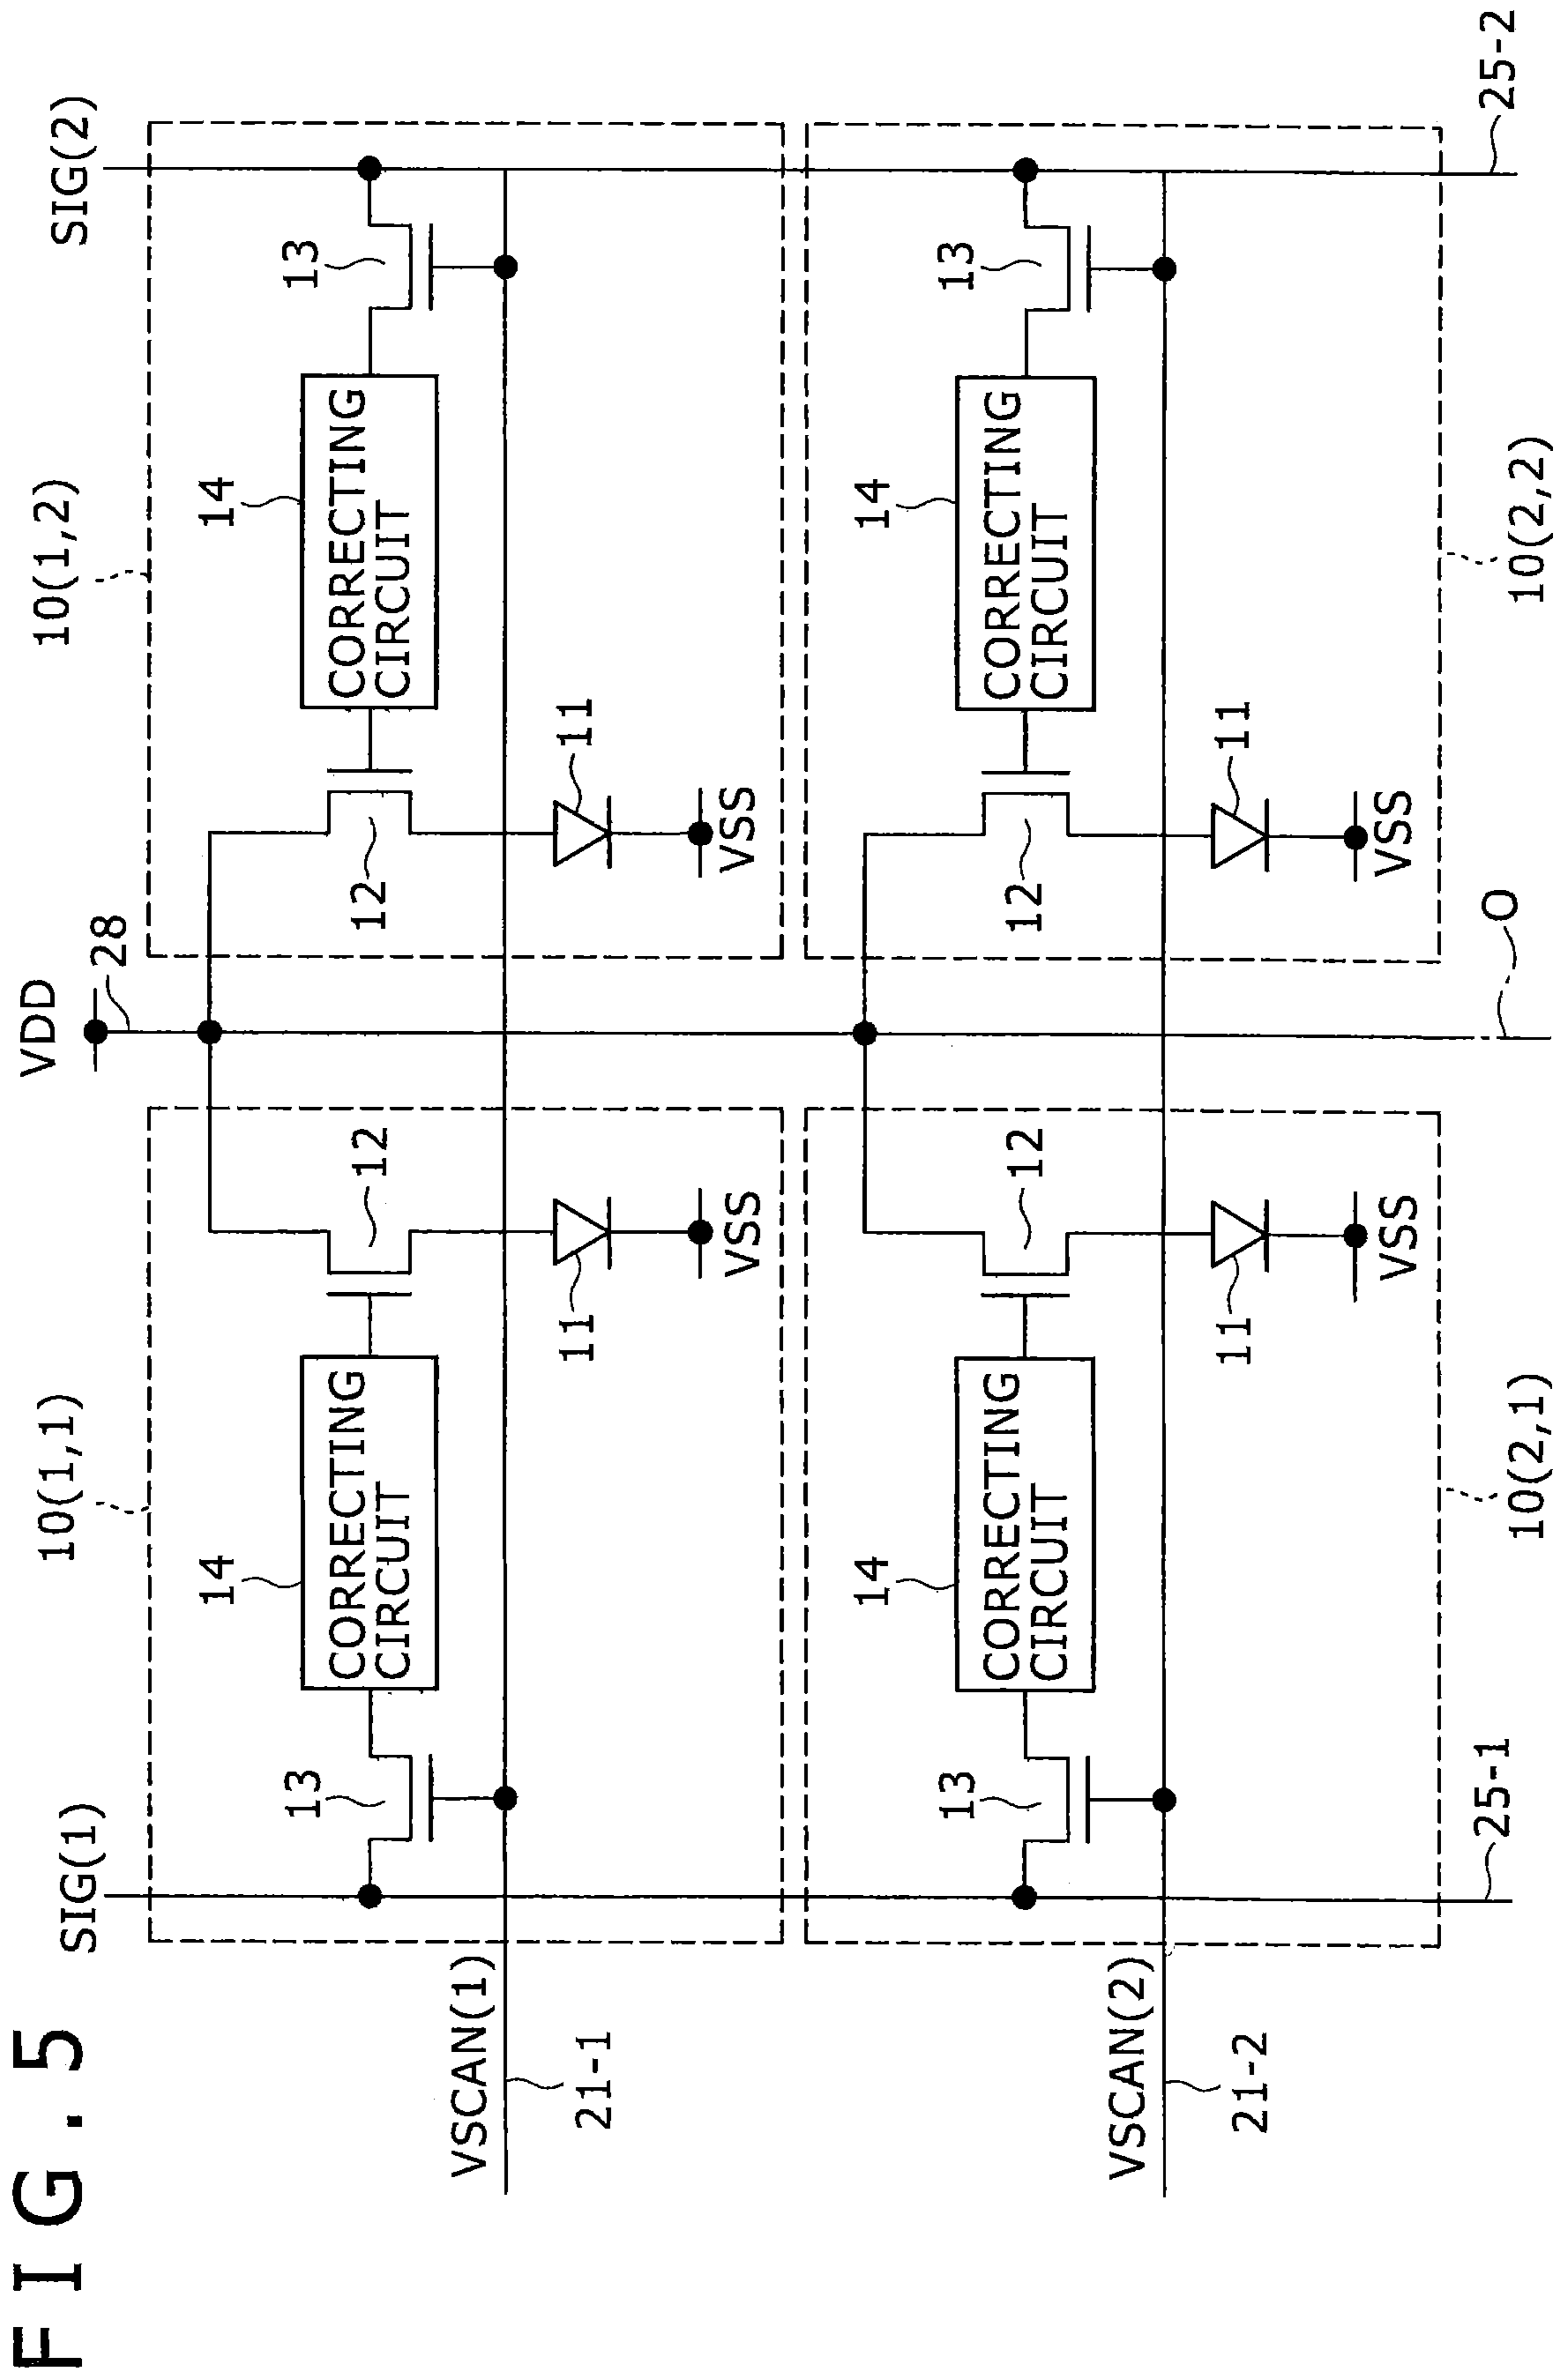 FIG. 5
VDD
SIG(1)
10(1,1)
28
10(1,2)
SIG(2)
13
14
12
12
14
13
CORRECTING
CIRCUIT
CORRECTING
CIRCUIT
VSCAN(1)
21-1
11
11
VSS
VSS
13
14
12
12
14
13
CORRECTING
CIRCUIT
CORRECTING
CIRCUIT
VSCAN(2)
21-2
11
11
VSS
VSS
25-1
10(2,1)
O
10(2,2)
25-2